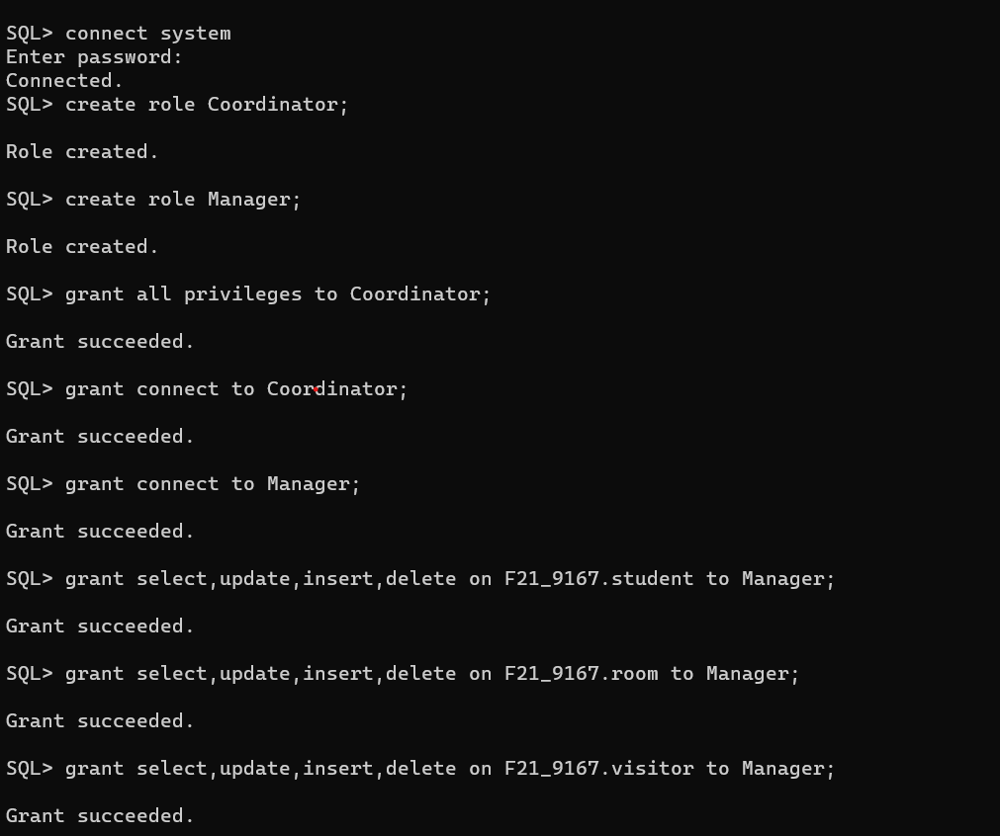 SQL> connect system
Enter password:
Connected.
SQL> create role Coordinator;
Role created.
SQL> create role Manager;
Role created.
SQL> grant all privileges to Coordinator;
Grant succeeded.
SQL> grant connect to Coordinator;
Grant succeeded.
SQL> grant connect to Manager;
Grant succeeded.
SQL> grant select,update,insert,delete on F21_9167.student to Manager;
Grant succeeded.
SQL> grant select,update,insert,delete on F21_9167.room to Manager;
Grant succeeded.
SQL> grant select,update,insert,delete on F21_9167.visitor to Manager;
Grant succeeded.